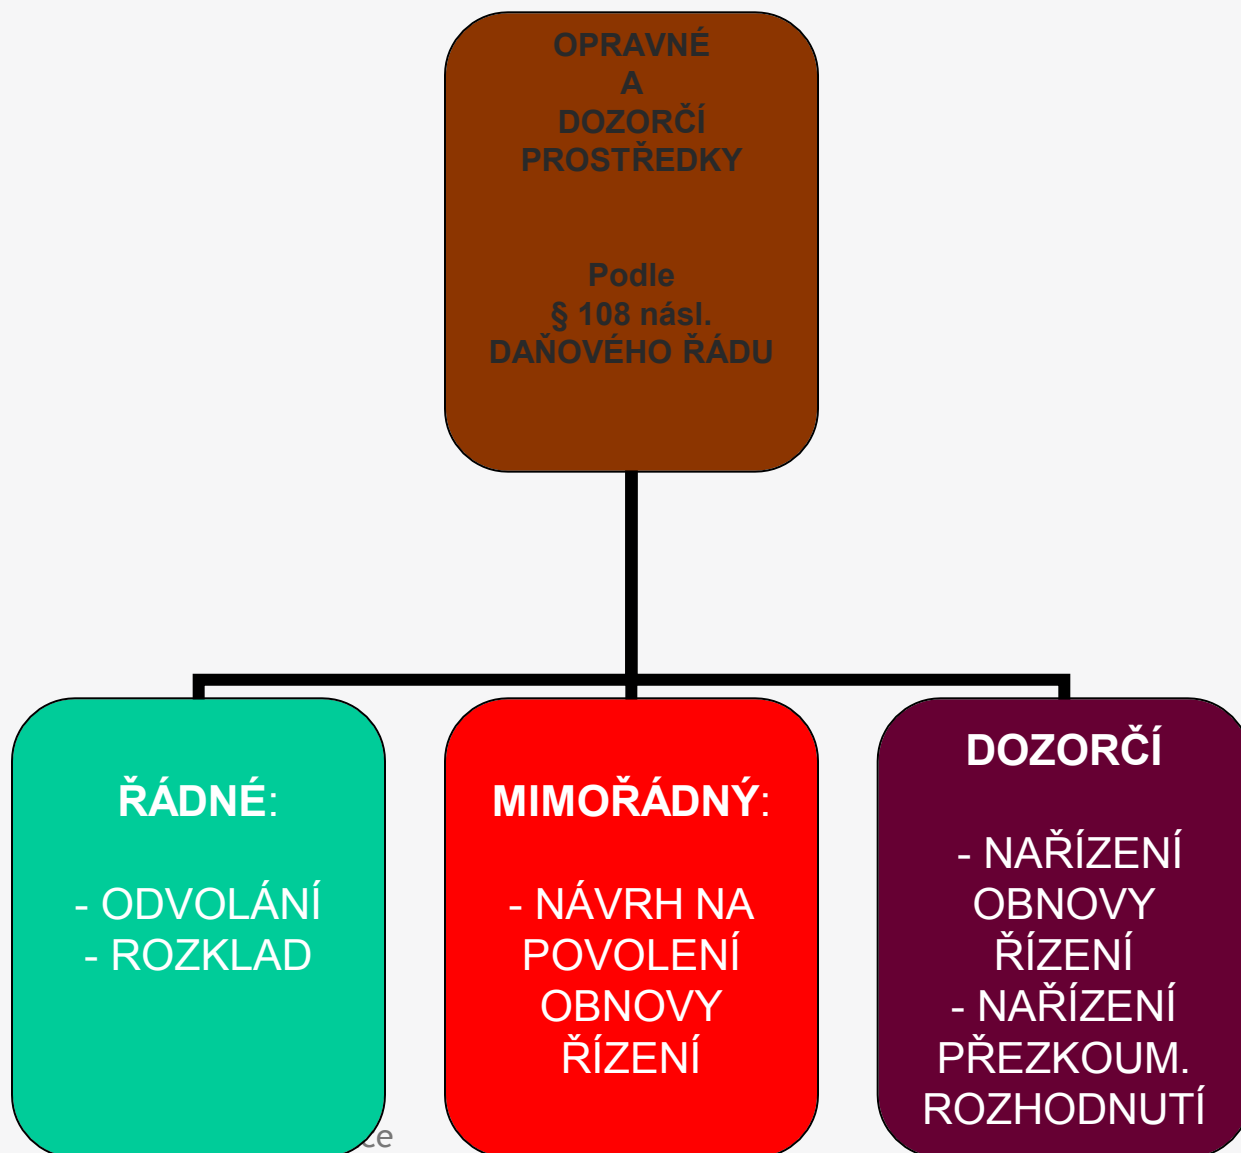 OPRAVNÉ
A
DOZORČÍ
PROSTŘEDKY
Podle
§ 108 násl.
DAŇOVÉHO ŘÁDU
ŘÁDNÉ:
- ODVOLÁNÍ
- ROZKLAD
MIMOŘÁDNÝ:
- NÁVRH NA
POVOLENÍ
OBNOVY
ŘÍZENÍ
DOZORČÍ
- NAŘÍZENÍ
OBNOVY
ŘÍZENÍ
- NAŘÍZENÍ
PŘEZKOUM.
ROZHODNUTÍ